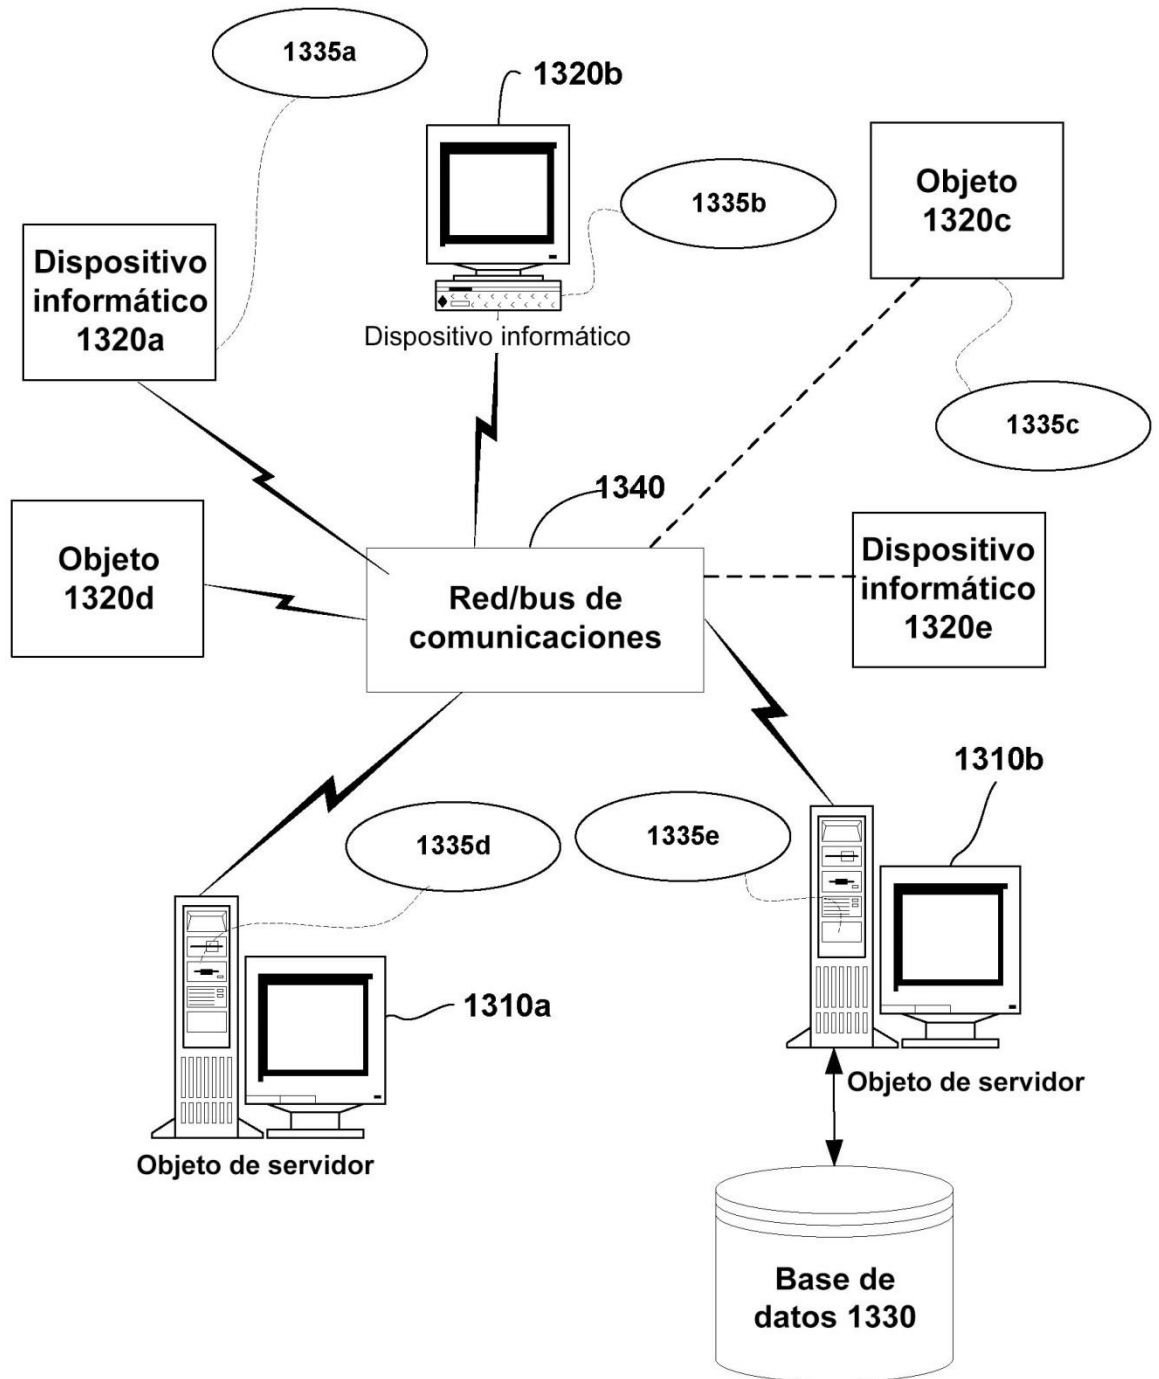 1335a
1320b
1335b
Objeto
1320c
Dispositivo
informático
1320a
Dispositivo informático
1335c
1340
Objeto
1320d
Red/bus de
comunicaciones
Dispositivo
informático
1320e
1310b
1335d
1335e
1310a
Objeto de servidor
Objeto de servidor
Base de
datos 1330